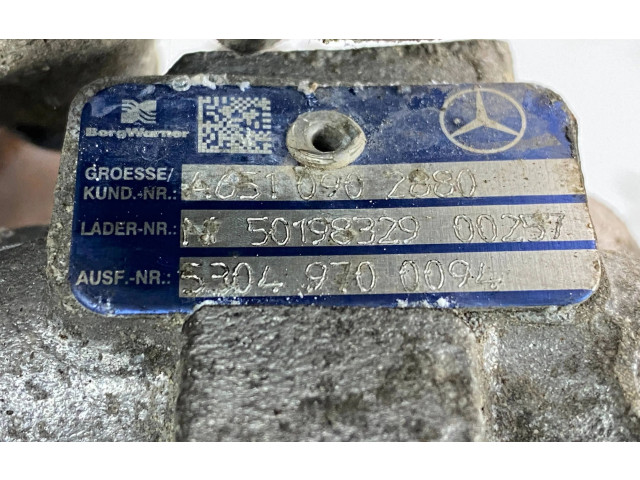 BorgWarner
GROESSE/
KUND.-NR.: A651 090 2880
LADER-NR.: M 50198329 00257
AUSF.-NR.: 5304 970 0094